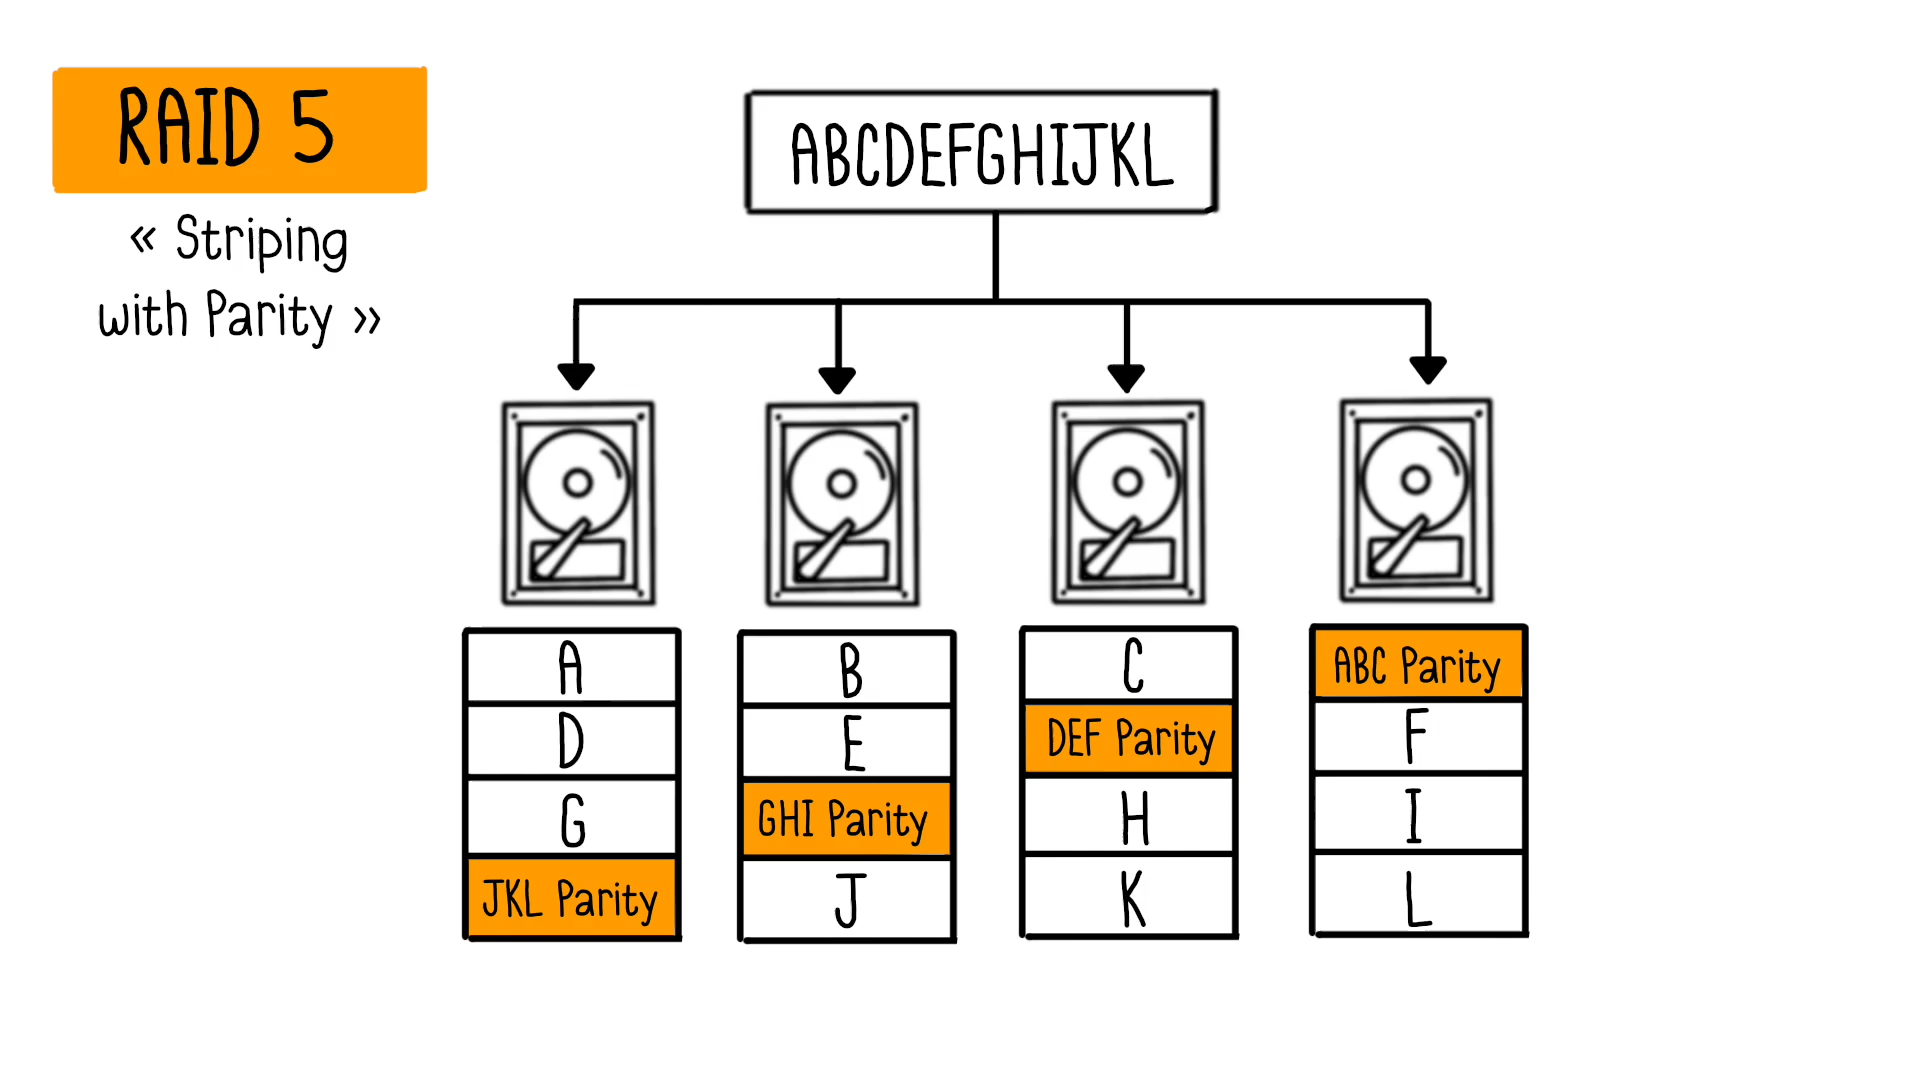 RAID 5
« Striping
with Parity »
ABCDEFGHIJKL
A
D
G
JKL Parity
B
E
GHI Parity
J
C
DEF Parity
H
K
ABC Parity
F
I
L